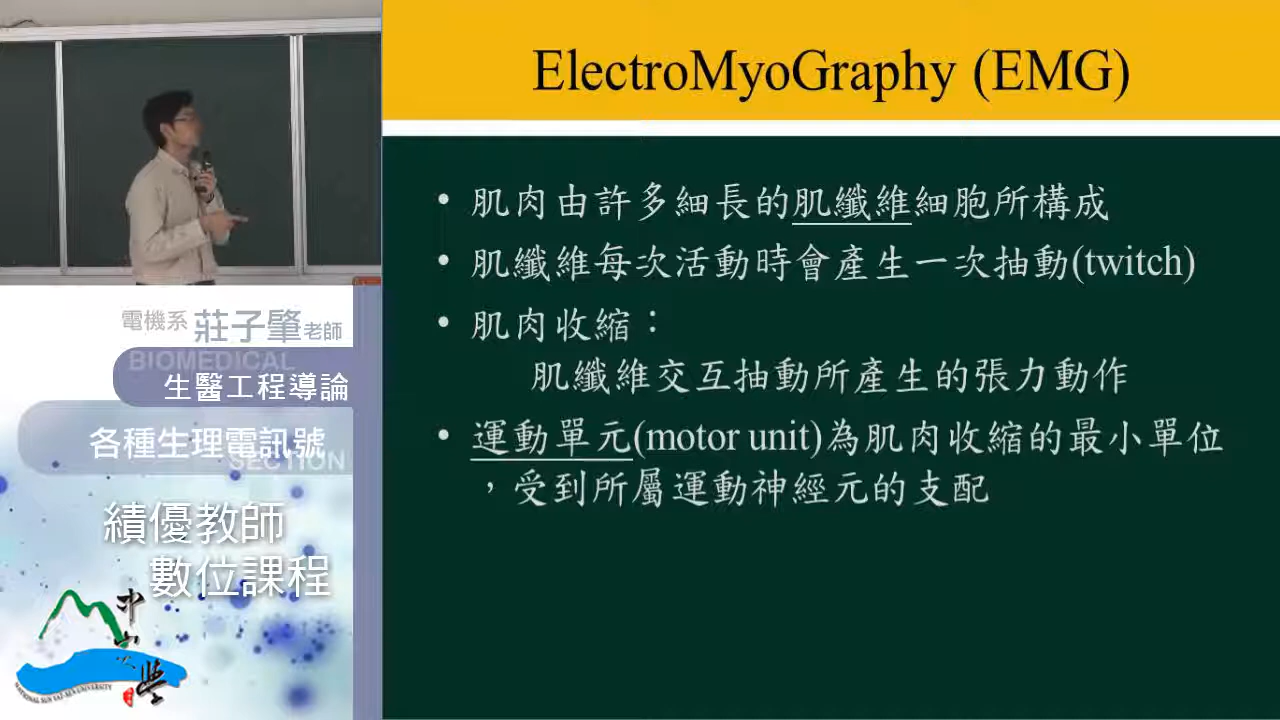 ElectroMyoGraphy (EMG)
• 肌肉由許多細長的肌纖維細胞所構成
• 肌纖維每次活動時會產生一次抽動(twitch)
• 肌肉收縮：
肌纖維交互抽動所產生的張力動作
• 運動單元(motor unit)為肌肉收縮的最小單位
，受到所屬運動神經元的支配
電機系 莊子肇老師
BIOMEDICAL
生醫工程導論
各種生理電訊號
SECTION
績優教師
數位課程
中山大學
NATIONAL SUN YAT-SEN UNIVERSITY